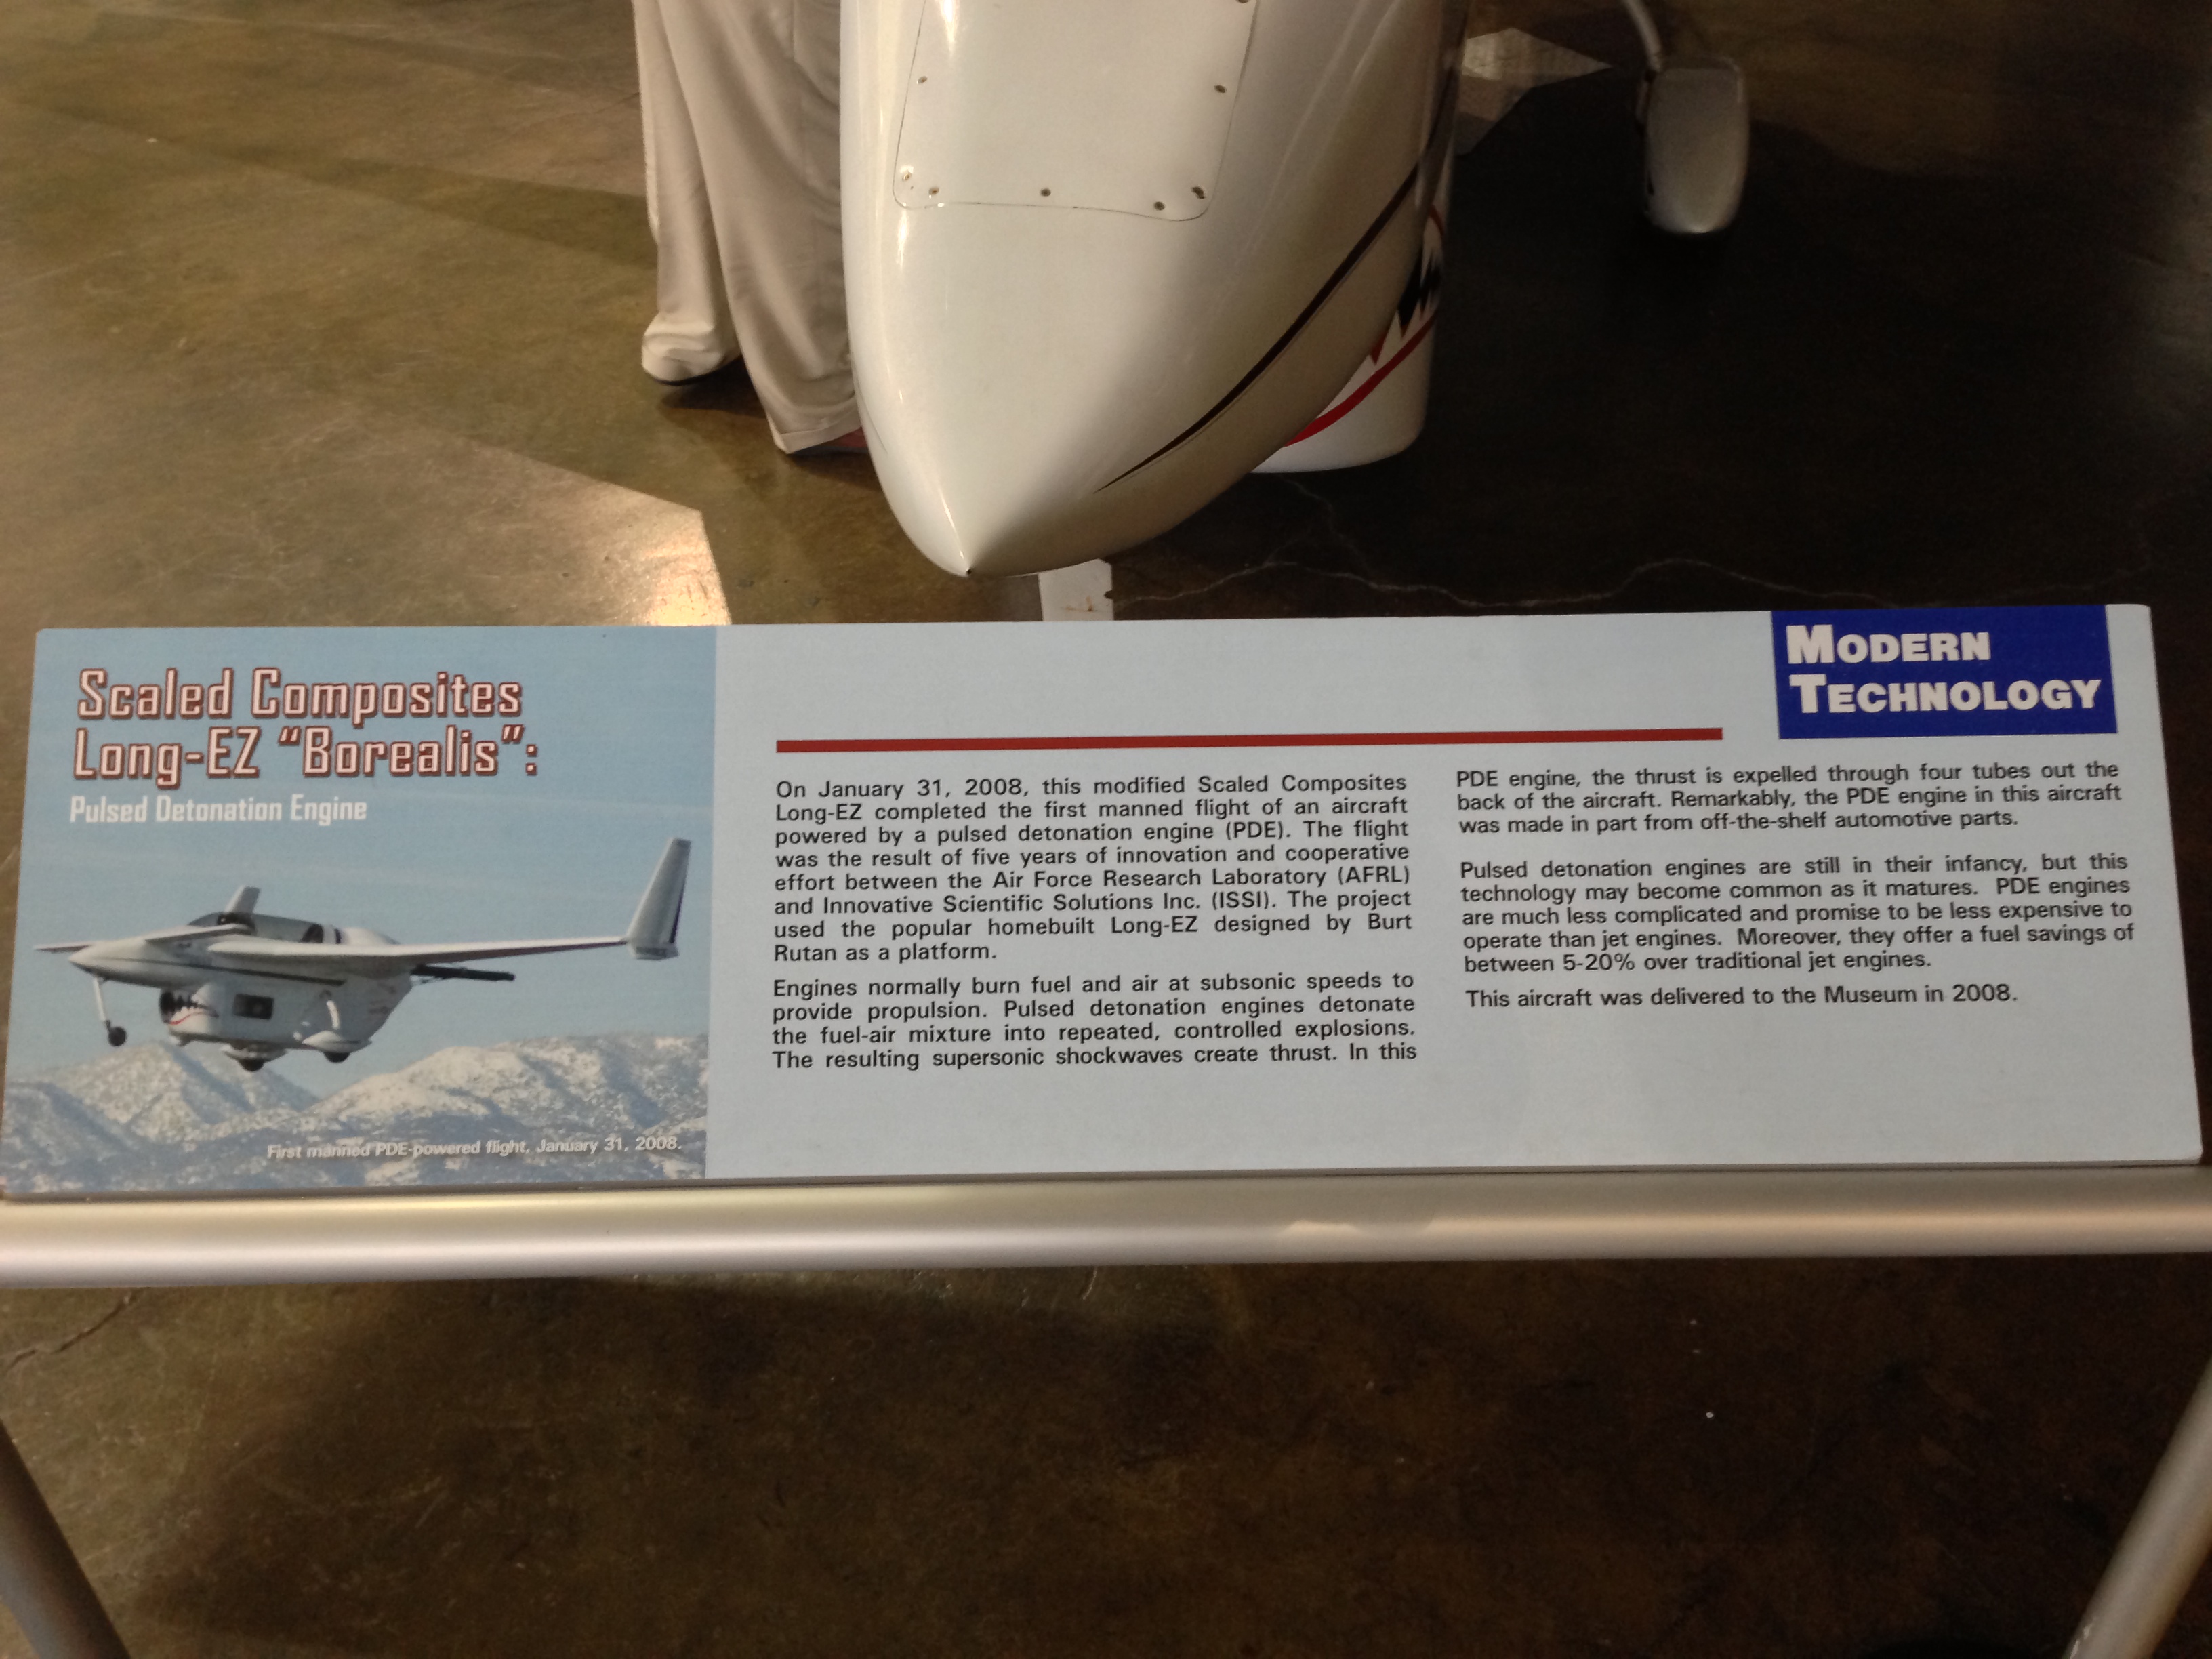 Scaled Composites
Long-EZ “Borealis”:
Pulsed Detonation Engine
First manned PDE-powered flight, January 31, 2008.
MODERN
TECHNOLOGY
On January 31, 2008, this modified Scaled Composites
Long-EZ completed the first manned flight of an aircraft
powered by a pulsed detonation engine (PDE). The flight
was the result of five years of innovation and cooperative
effort between the Air Force Research Laboratory (AFRL)
and Innovative Scientific Solutions Inc. (ISSI). The project
used the popular homebuilt Long-EZ designed by Burt
Rutan as a platform.
Engines normally burn fuel and air at subsonic speeds to
provide propulsion. Pulsed detonation engines detonate
the fuel-air mixture into repeated, controlled explosions.
The resulting supersonic shockwaves create thrust. In this
PDE engine, the thrust is expelled through four tubes out the
back of the aircraft. Remarkably, the PDE engine in this aircraft
was made in part from off-the-shelf automotive parts.
Pulsed detonation engines are still in their infancy, but this
technology may become common as it matures. PDE engines
are much less complicated and promise to be less expensive to
operate than jet engines. Moreover, they offer a fuel savings of
between 5-20% over traditional jet engines.
This aircraft was delivered to the Museum in 2008.